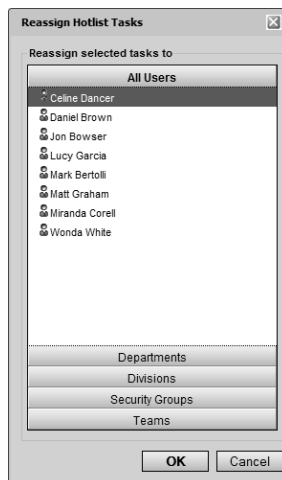 Reassign Hotlist Tasks
Reassign selected tasks to
All Users
Celine Dancer
Daniel Brown
Jon Bowser
Lucy Garcia
Mark Bertolli
Matt Graham
Miranda Corell
Wonda White
Departments
Divisions
Security Groups
Teams
OK Cancel